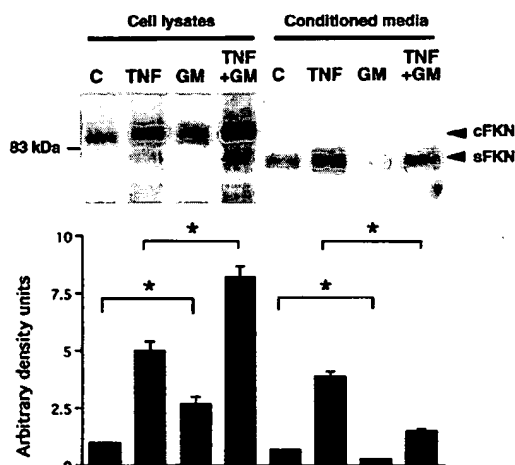 Cell lysates Conditioned media
C TNF GM TNF +GM C TNF GM TNF +GM
cFKN
83 kDa
sFKN
Arbitrary density units
10
* *
7.5
* *
5
2.5
0